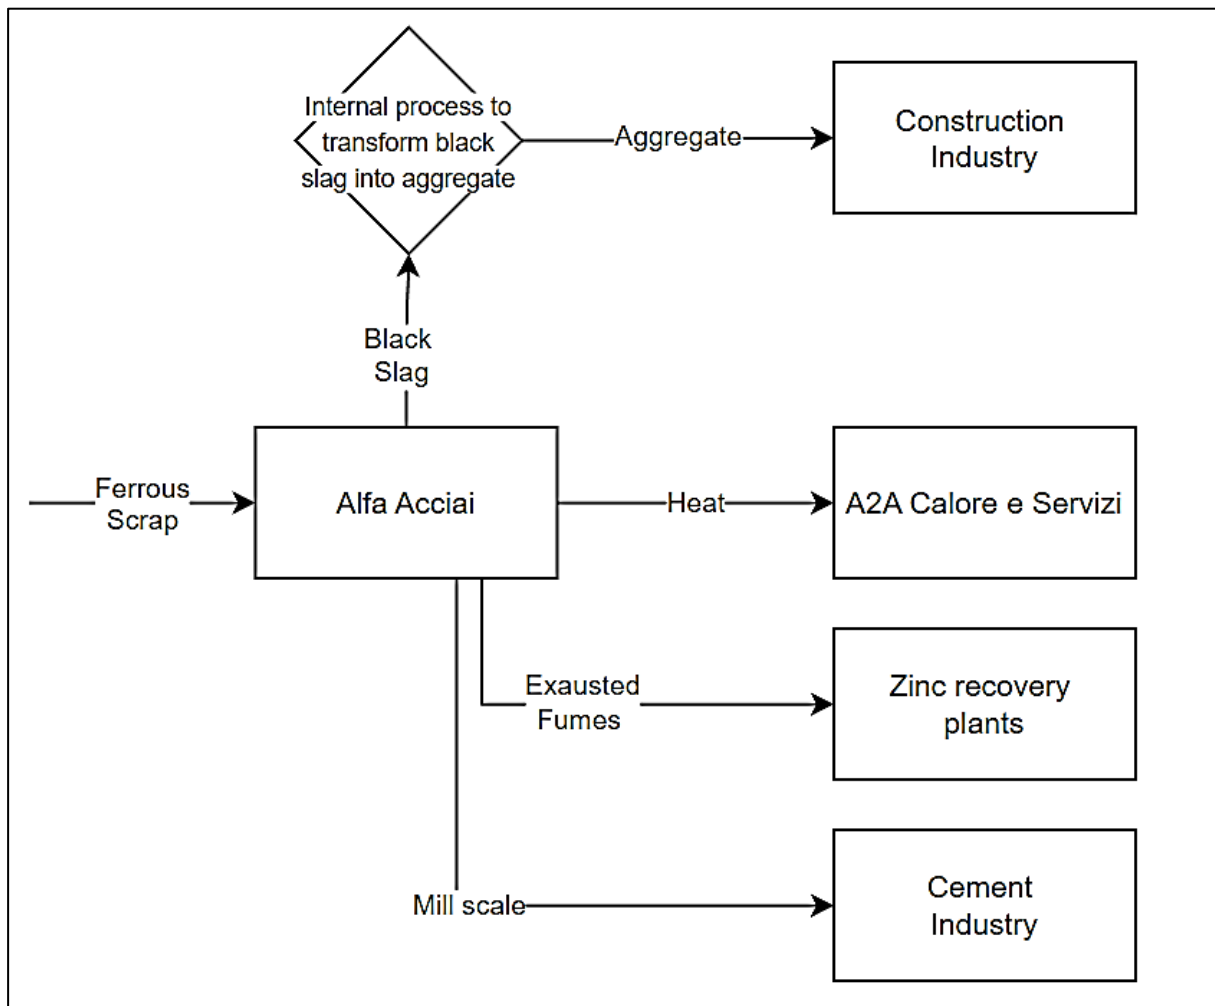 Internal process to
transform black
slag into aggregate
Aggregate
Construction
Industry
Black
Slag
Ferrous
Scrap
Alfa Acciai
Heat
A2A Calore e Servizi
Exausted
Fumes
Zinc recovery
plants
Mill scale
Cement
Industry